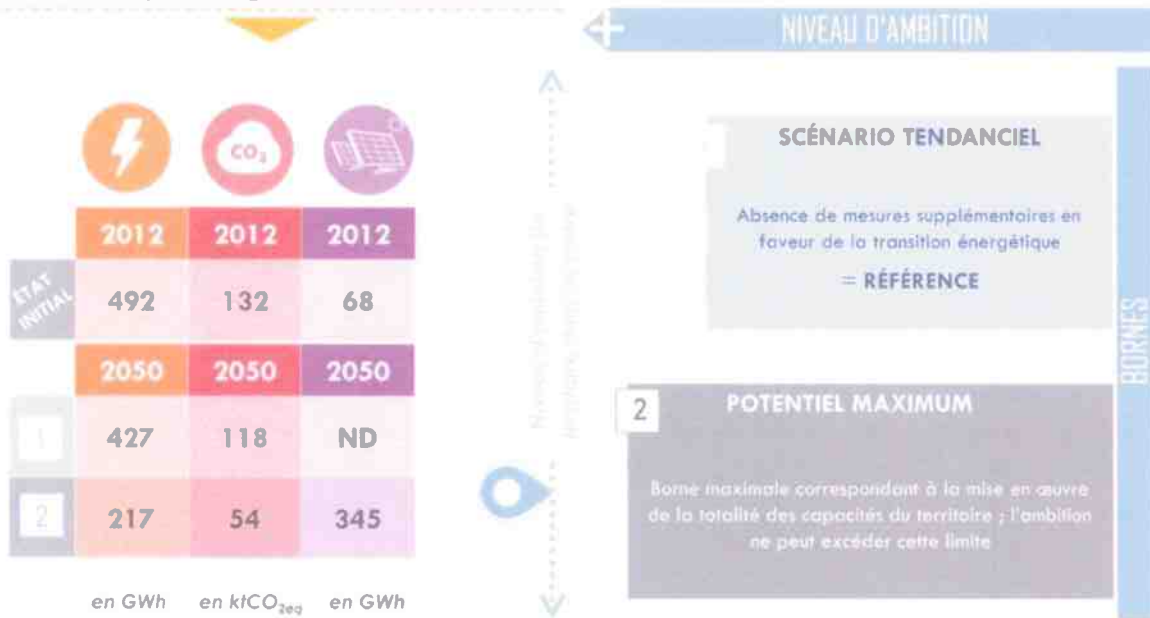 NIVEAU D'AMBITION
CO₂
2012 2012 2012
ETAT INITIAL 492 132 68
2050 2050 2050
1 427 118 ND
2 217 54 345
en GWh en ktCO₂eq en GWh
SCÉNARIO TENDANCIEL
Absence de mesures supplémentaires en
faveur de la transition énergétique
= RÉFÉRENCE
2 POTENTIEL MAXIMUM
Borne maximale correspondant à la mise en œuvre
de la totalité des capacités du territoire ; l'ambition
ne peut excéder cette limite
BORNES